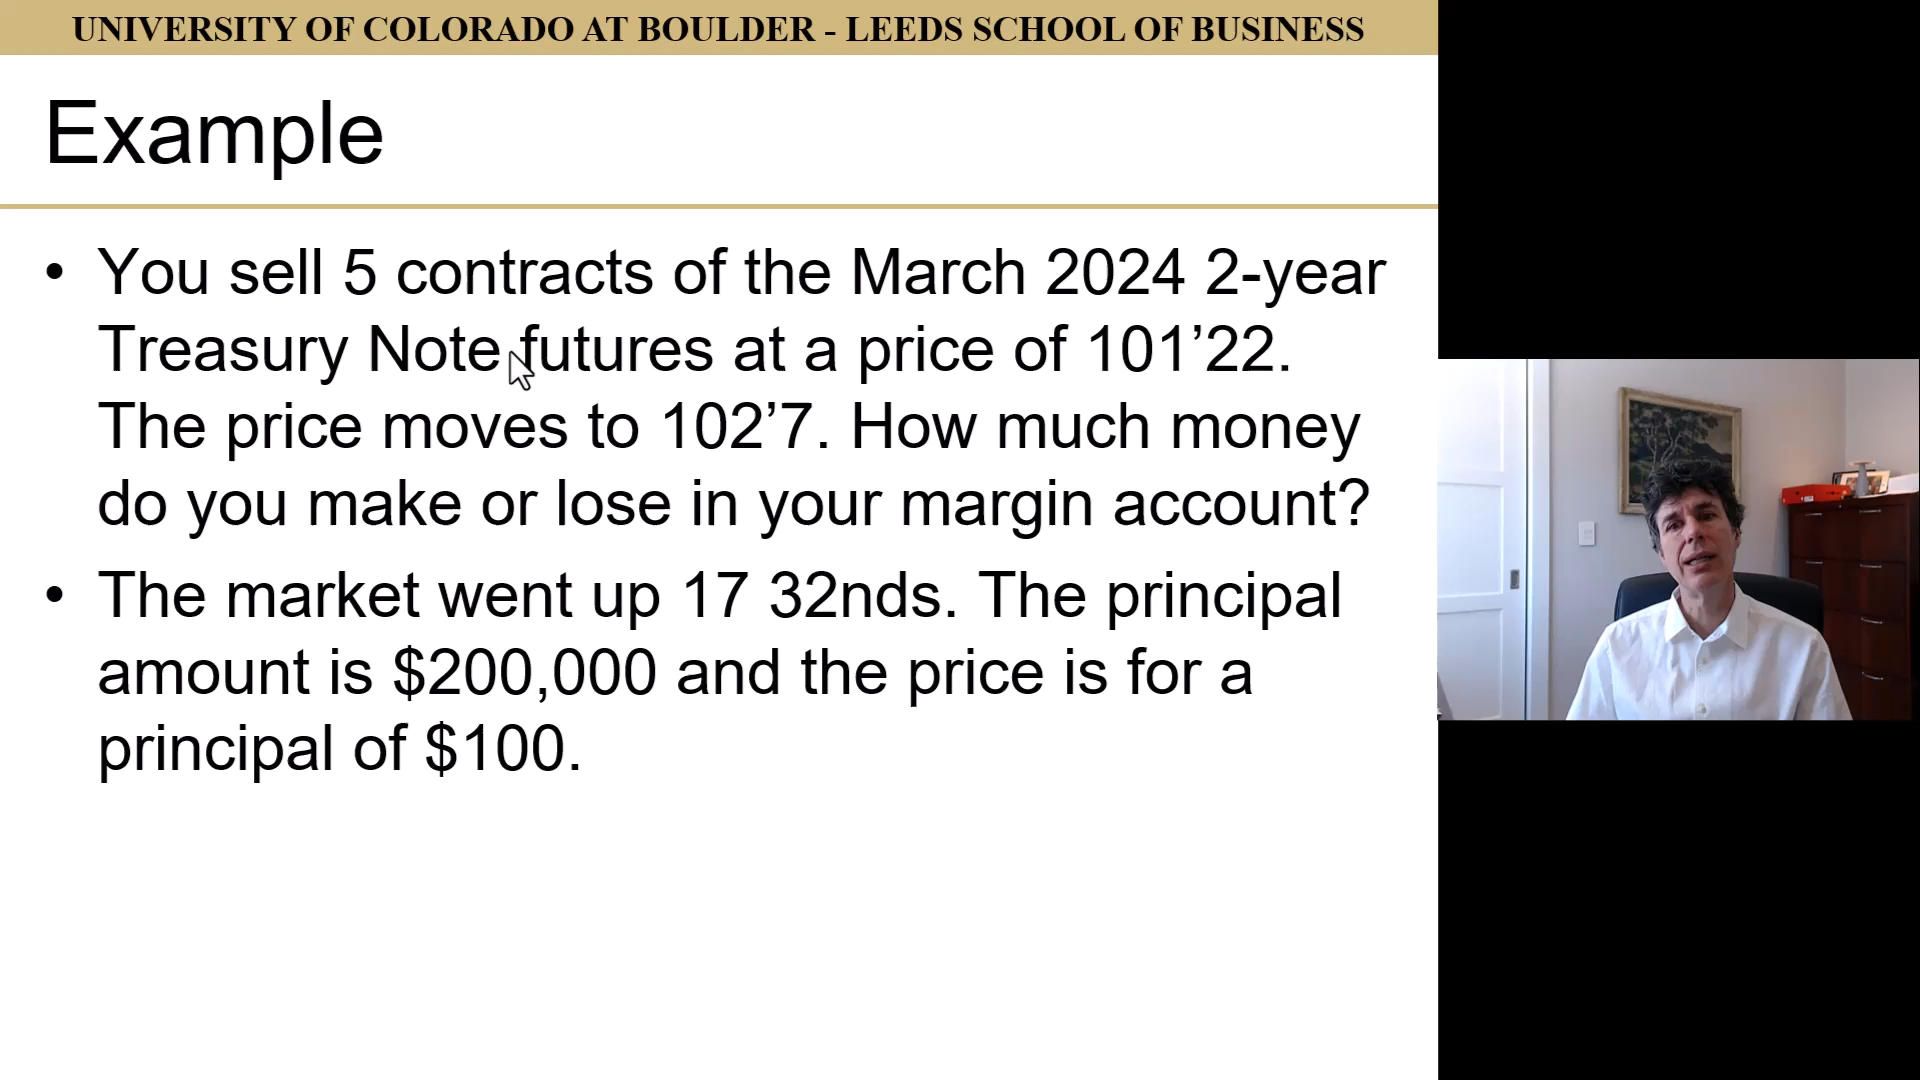 UNIVERSITY OF COLORADO AT BOULDER - LEEDS SCHOOL OF BUSINESS
Example
• You sell 5 contracts of the March 2024 2-year
Treasury Note futures at a price of 101’22.
The price moves to 102’7. How much money
do you make or lose in your margin account?
• The market went up 17 32nds. The principal
amount is $200,000 and the price is for a
principal of $100.